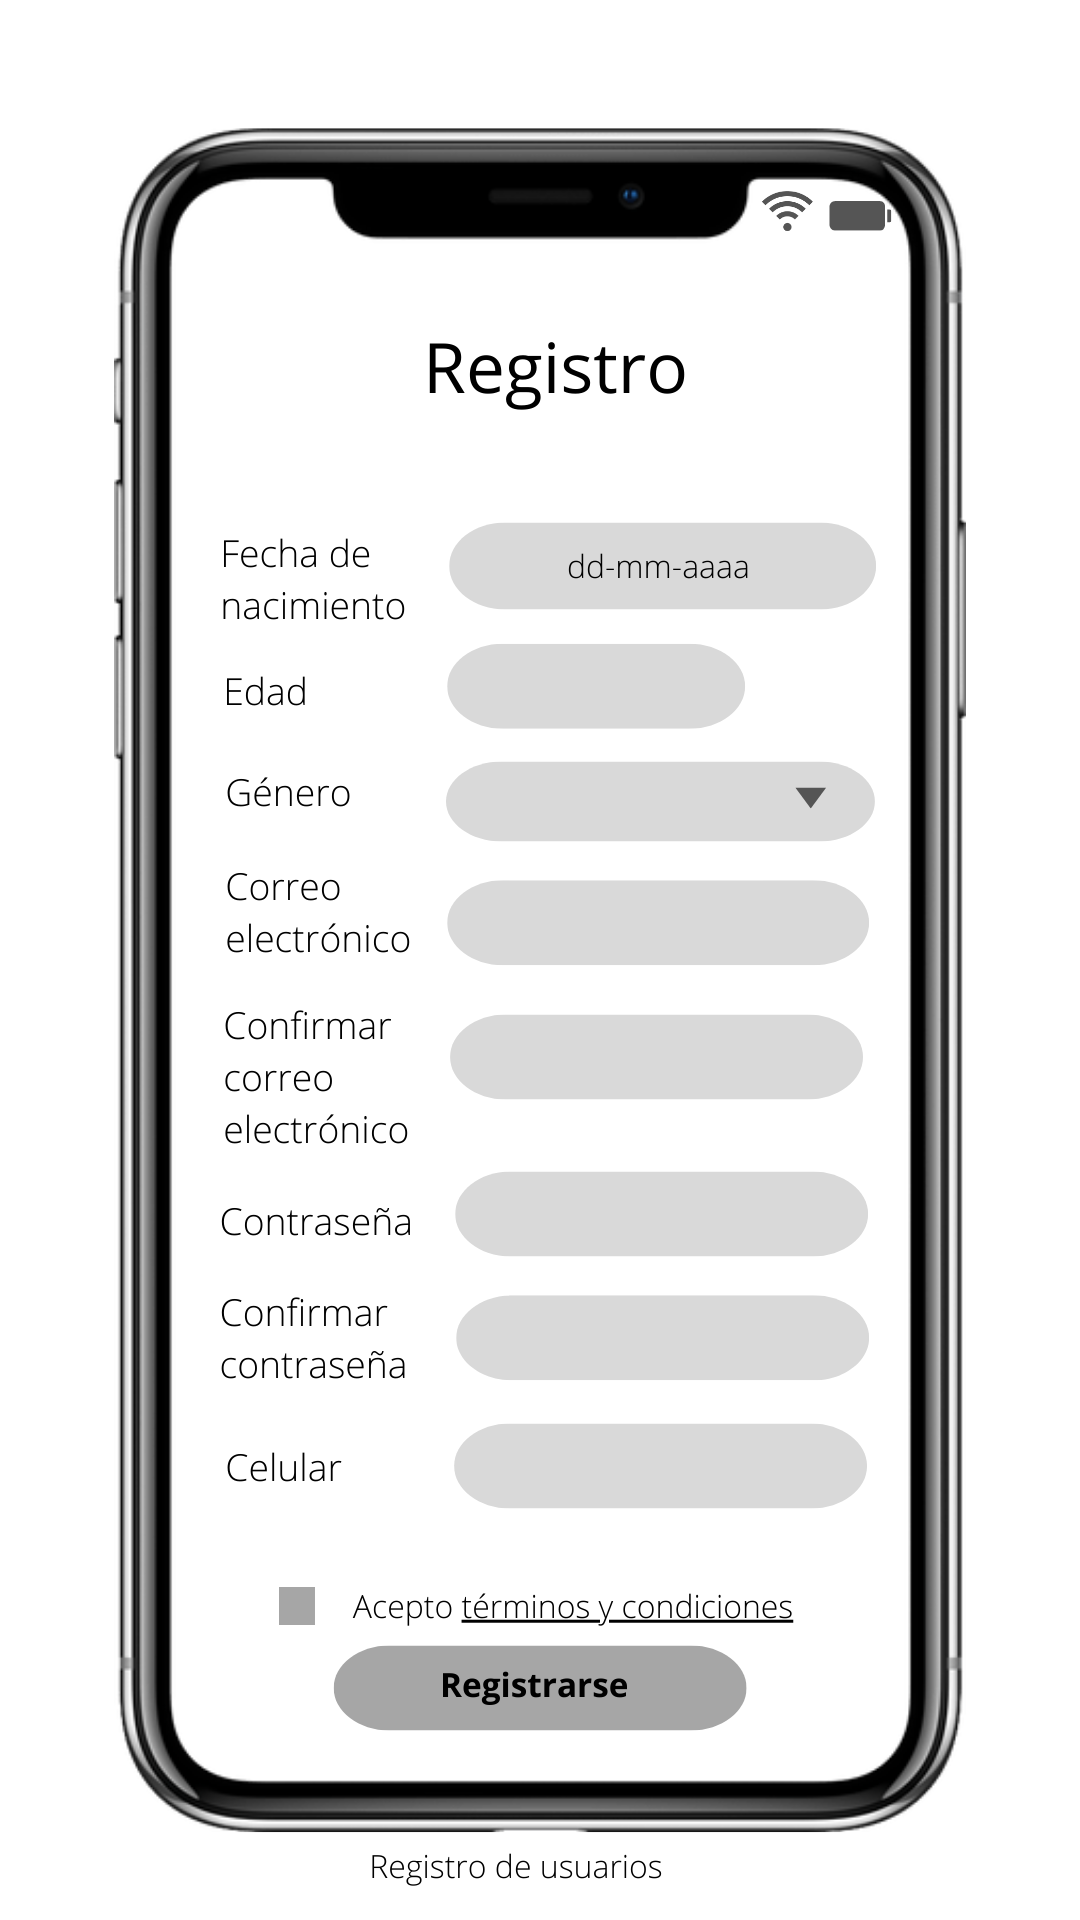 Registro
Fecha de
nacimiento
dd-mm-aaaa
Edad
Género
Correo
electrónico
Confirmar
correo
electrónico
Contraseña
Confirmar
contraseña
Celular
Acepto términos y condiciones
Registrarse
Registro de usuarios